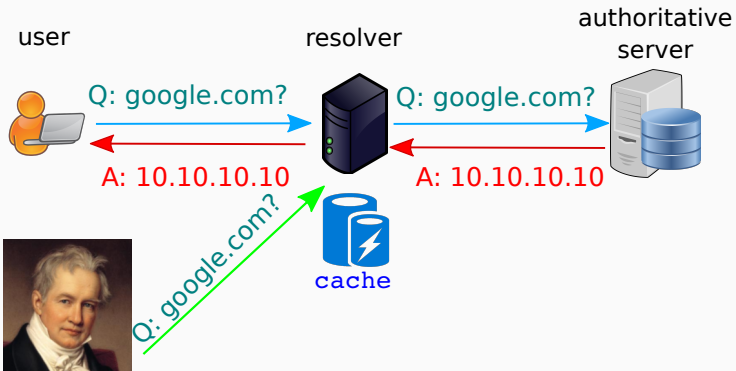 user
resolver
authoritative
server
Q: google.com?
Q: google.com?
A: 10.10.10.10
A: 10.10.10.10
Q: google.com?
cache